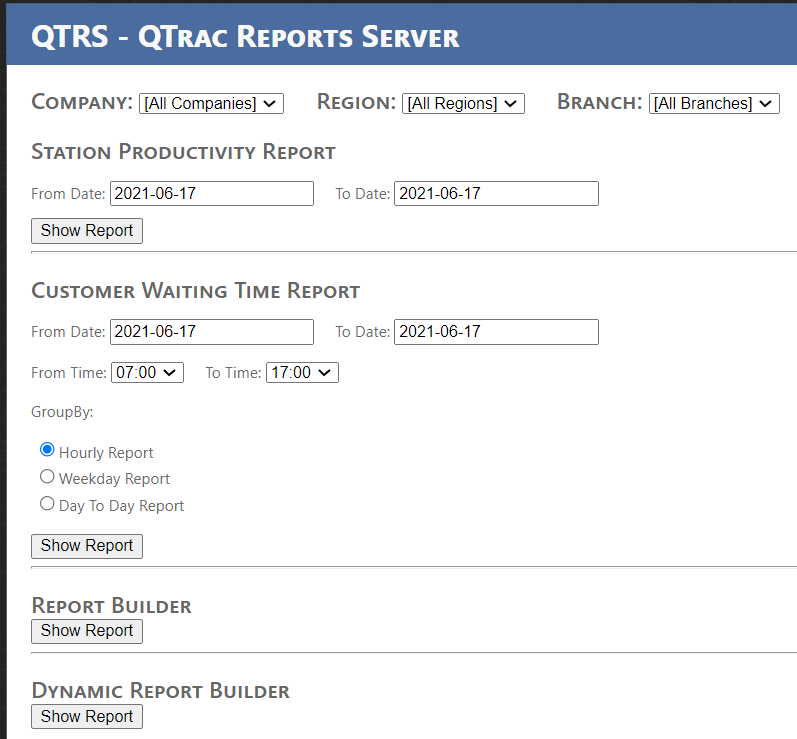 QTRS - QTrac Reports Server
Company: [All Companies] Region: [All Regions] Branch: [All Branches]
Station Productivity Report
From Date: 2021-06-17 To Date: 2021-06-17
Show Report
Customer Waiting Time Report
From Date: 2021-06-17 To Date: 2021-06-17
From Time: 07:00 To Time: 17:00
GroupBy:
Hourly Report
Weekday Report
Day To Day Report
Show Report
Report Builder
Show Report
Dynamic Report Builder
Show Report